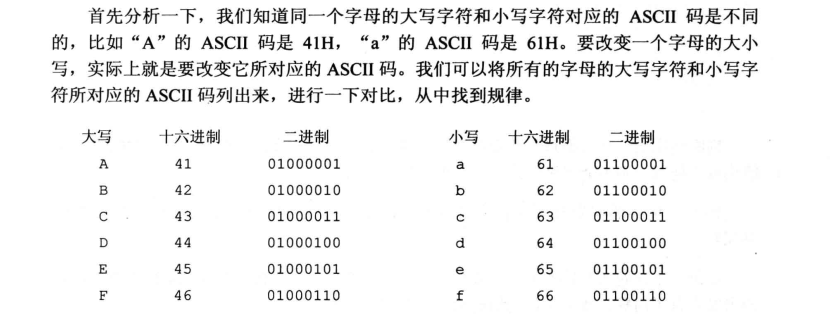 首先分析一下，我们知道同一个字母的大写字符和小写字符对应的 ASCII 码是不同
的，比如“A”的 ASCII 码是 41H，“a”的 ASCII 码是 61H。要改变一个字母的大小
写，实际上就是要改变它所对应的 ASCII 码。我们可以将所有的字母的大写字符和小写字
符所对应的 ASCII 码列出来，进行一下对比，从中找到规律。
大写 十六进制 二进制 小写 十六进制 二进制
A 41 01000001 a 61 01100001
B 42 01000010 b 62 01100010
C 43 01000011 c 63 01100011
D 44 01000100 d 64 01100100
E 45 01000101 e 65 01100101
F 46 01000110 f 66 01100110